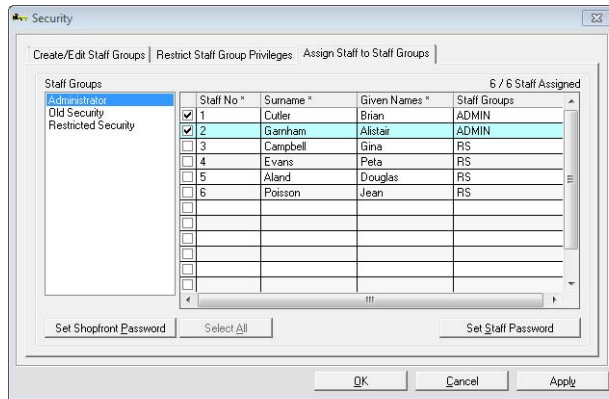 Security
Create/Edit Staff Groups Restrict Staff Group Privileges Assign Staff to Staff Groups
Staff Groups 6 / 6 Staff Assigned
Administrator
Old Security
Restricted Security
Staff No * Surname * Given Names * Staff Groups
1 Cutler Brian ADMIN
2 Garnham Alistair ADMIN
3 Campbell Gina RS
4 Evans Peta RS
5 Aland Douglas RS
6 Poisson Jean RS
Set Shopfront Password Select All Set Staff Password
OK Cancel Apply